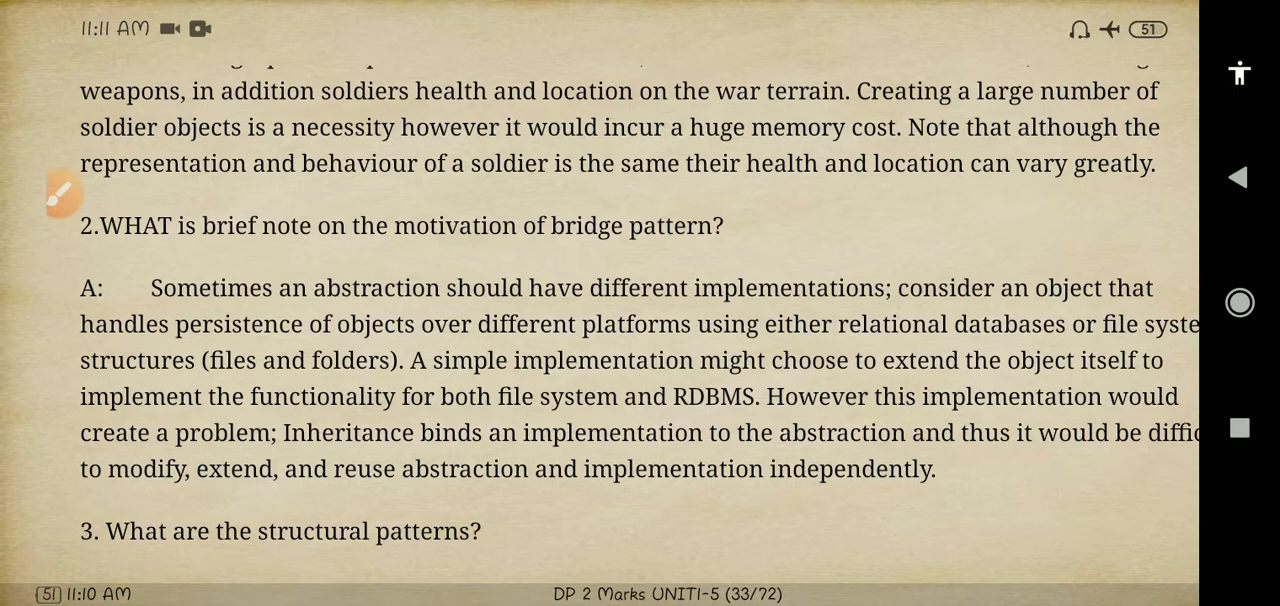 11:11 AM 51
weapons, in addition soldiers health and location on the war terrain. Creating a large number of
soldier objects is a necessity however it would incur a huge memory cost. Note that although the
representation and behaviour of a soldier is the same their health and location can vary greatly.
2.WHAT is brief note on the motivation of bridge pattern?
A: Sometimes an abstraction should have different implementations; consider an object that
handles persistence of objects over different platforms using either relational databases or file syste
structures (files and folders). A simple implementation might choose to extend the object itself to
implement the functionality for both file system and RDBMS. However this implementation would
create a problem; Inheritance binds an implementation to the abstraction and thus it would be diffic
to modify, extend, and reuse abstraction and implementation independently.
3. What are the structural patterns?
51 11:10 AM DP 2 Marks UNIT1-5 (33/72)